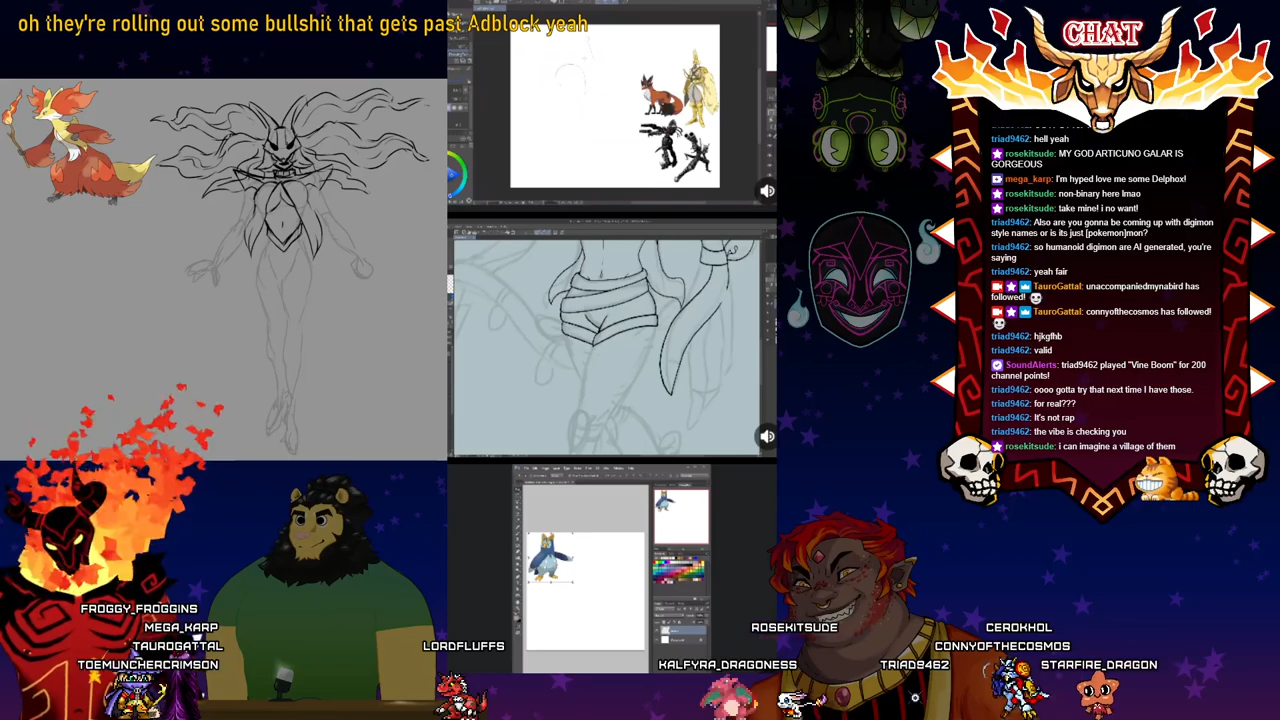 oh they're rolling out some bullshit that gets past Adblock yeah
CHAT
triad9462: hell yeah
rosekitsude: MY GOD ARTICUNO GALAR IS
GORGEOUS
mega_karp: I'm hyped love me some Delphox!
rosekitsude: non-binary here lmao
rosekitsude: take mine! i no want!
triad9462: Also are you gonna be coming up with digimon
style names or is its just [pokemon]mon?
triad9462: so humanoid digimon are AI generated, you're
saying
triad9462: yeah fair
TauroGattal: unaccompaniedmynabird has
followed!
TauroGattal: connyofthecosmos has followed!
triad9462: hjkgfhb
triad9462: valid
SoundAlerts: triad9462 played "Vine Boom" for 200
channel points!
triad9462: oooo gotta try that next time I have those.
triad9462: for real???
triad9462: It's not rap
triad9462: the vibe is checking you
rosekitsude: i can imagine a village of them
FROGGY_FROGGINS
MEGA_KARP
TAUROGATTAL
TOEMUNCHERCRIMSON
LORDFLUFFS
ROSEKITSUDE
KALFYRA_DRAGONESS
TRIAD9462
CEROKHOL
CONNYOFTHECOSMOS
STARFIRE_DRAGON